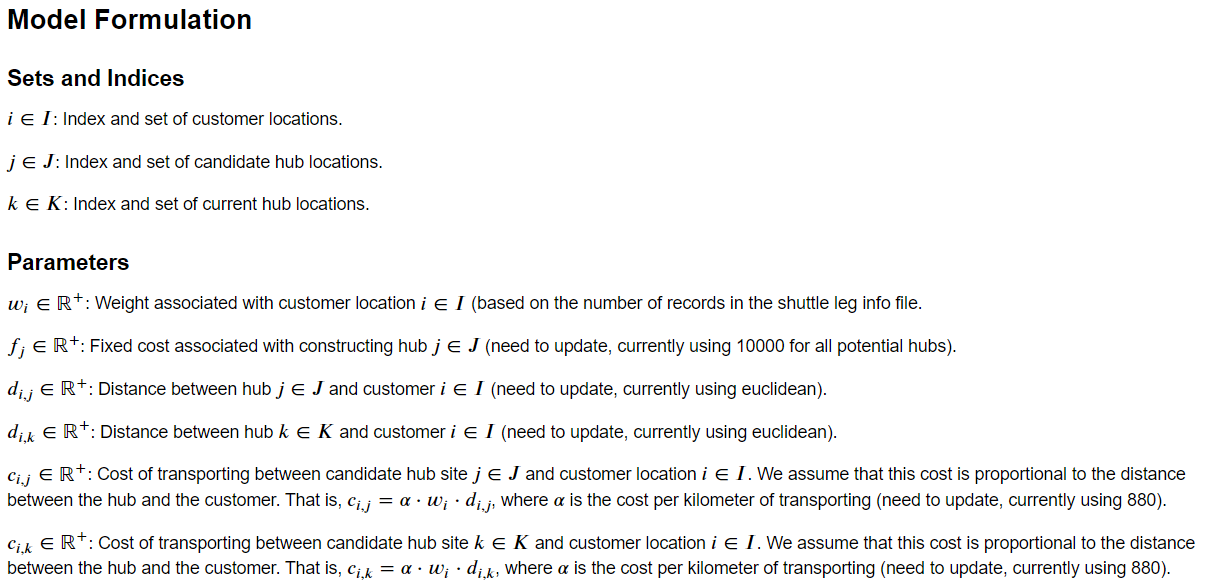 Model Formulation
Sets and Indices
i ∈ I: Index and set of customer locations.
j ∈ J: Index and set of candidate hub locations.
k ∈ K: Index and set of current hub locations.
Parameters
wᵢ ∈ ℝ⁺: Weight associated with customer location i ∈ I (based on the number of records in the shuttle leg info file.
fⱼ ∈ ℝ⁺: Fixed cost associated with constructing hub j ∈ J (need to update, currently using 10000 for all potential hubs).
d_{i,j} ∈ ℝ⁺: Distance between hub j ∈ J and customer i ∈ I (need to update, currently using euclidean).
d_{i,k} ∈ ℝ⁺: Distance between hub k ∈ K and customer i ∈ I (need to update, currently using euclidean).
c_{i,j} ∈ ℝ⁺: Cost of transporting between candidate hub site j ∈ J and customer location i ∈ I. We assume that this cost is proportional to the distance
between the hub and the customer. That is, c_{i,j} = α · wᵢ · d_{i,j}, where α is the cost per kilometer of transporting (need to update, currently using 880).
c_{i,k} ∈ ℝ⁺: Cost of transporting between candidate hub site k ∈ K and customer location i ∈ I. We assume that this cost is proportional to the distance
between the hub and the customer. That is, c_{i,k} = α · wᵢ · d_{i,k}, where α is the cost per kilometer of transporting (need to update, currently using 880).